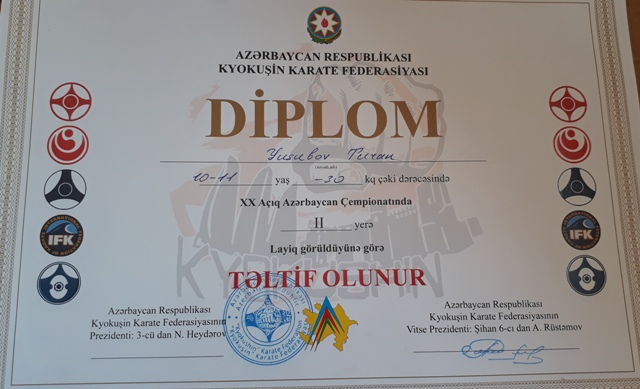 AZƏRBAYCAN RESPUBLİKASI
KYOKUŞİN KARATE FEDERASİYASI
DİPLOM
Yusubov Turan
10-11 yaş -30 kq çəki dərəcəsində
XX Açıq Azərbaycan Çempionatında
II yerə
Layiq görüldüyünə görə
TƏLTİF OLUNUR
Azərbaycan Respublikası
Kyokuşin Karate Federasiyasının
Prezidenti: 3-cü dan N. Heydərov
Azərbaycan Respublikası
Kyokuşin Karate Federasiyasının
Vitse Prezidenti: Şihan 6-cı dan A. Rüstəmov
IFK
KYOKUSHIN